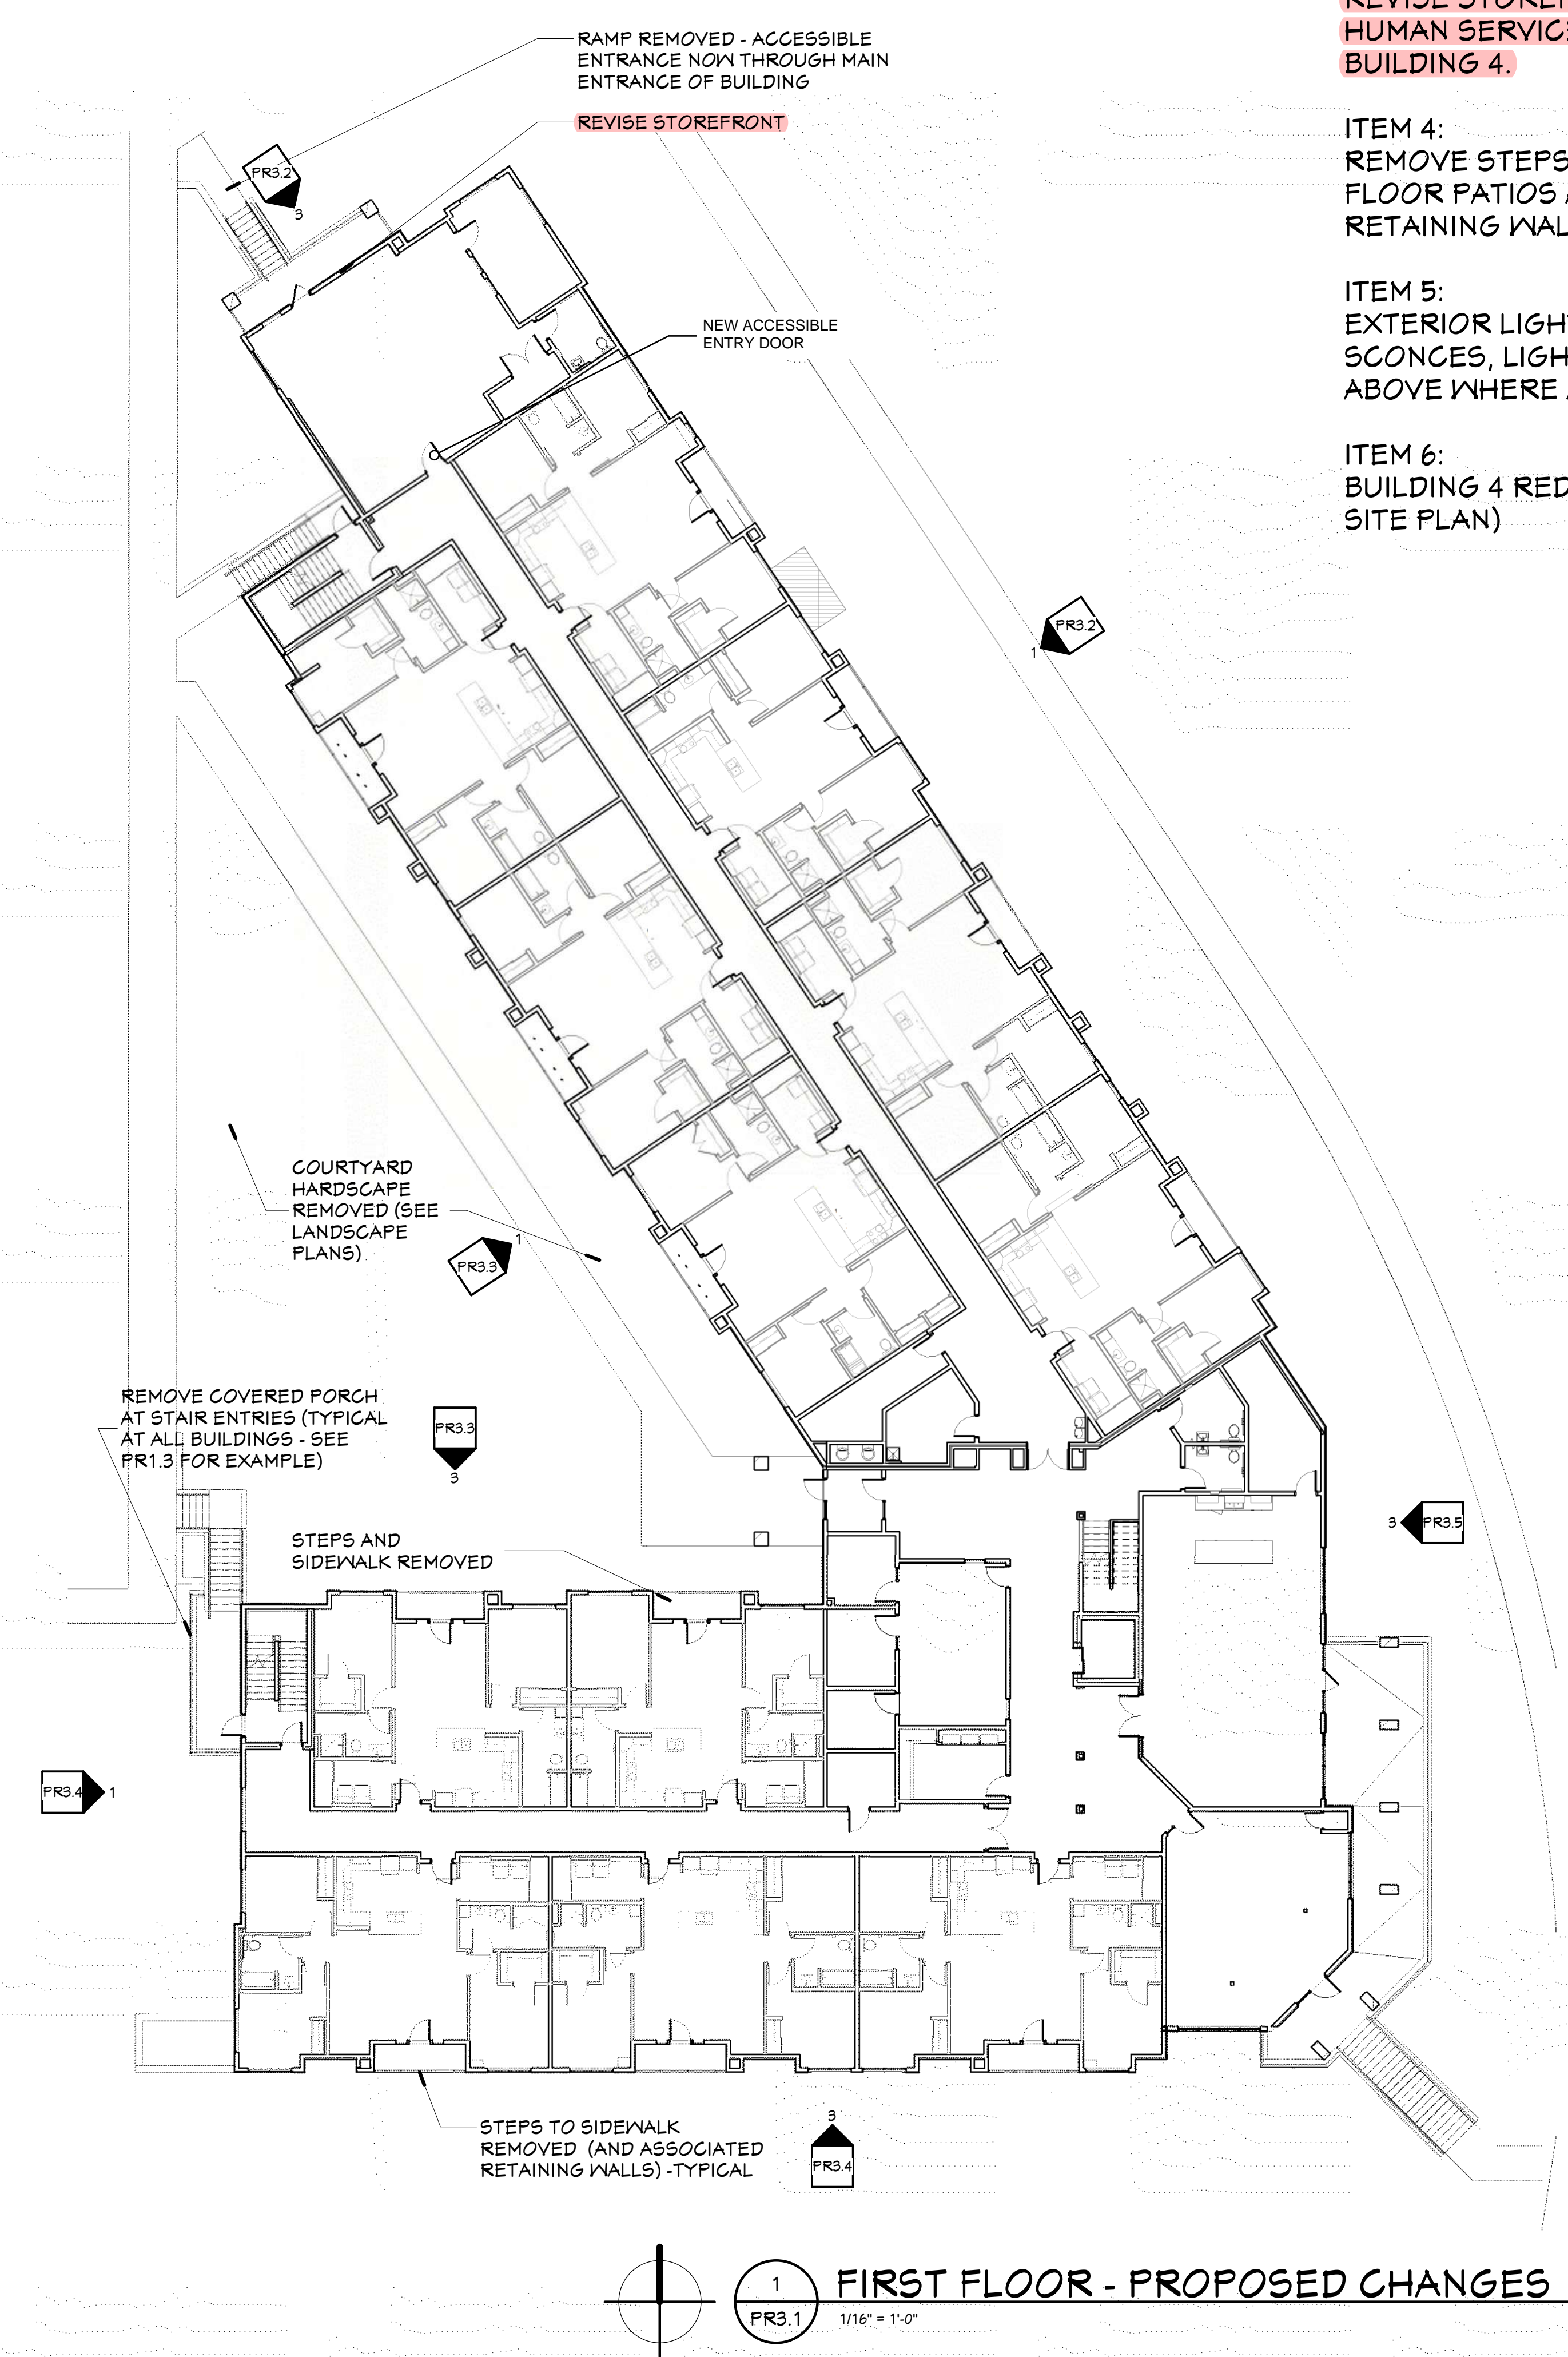 RAMP REMOVED - ACCESSIBLE
ENTRANCE NOW THROUGH MAIN
ENTRANCE OF BUILDING
REVISE STOREFRONT
HUMAN SERVICE
BUILDING 4.
ITEM 4:
REMOVE STEPS
FLOOR PATIOS
RETAINING WAL
ITEM 5:
EXTERIOR LIGH
SCONCES, LIGH
ABOVE WHERE
ITEM 6:
BUILDING 4 RED
SITE PLAN)
PR3.2
3
NEW ACCESSIBLE
ENTRY DOOR
PR3.2
1
COURTYARD
HARDSCAPE
REMOVED (SEE
LANDSCAPE
PLANS)
PR3.3
1
REMOVE COVERED PORCH
AT STAIR ENTRIES (TYPICAL
AT ALL BUILDINGS - SEE
PR1.3 FOR EXAMPLE)
PR3.3
3
STEPS AND
SIDEWALK REMOVED
3
PR3.5
PR3.4
1
STEPS TO SIDEWALK
REMOVED (AND ASSOCIATED
RETAINING WALLS) -TYPICAL
3
PR3.4
1
PR3.1
FIRST FLOOR - PROPOSED CHANGES
1/16" = 1'-0"